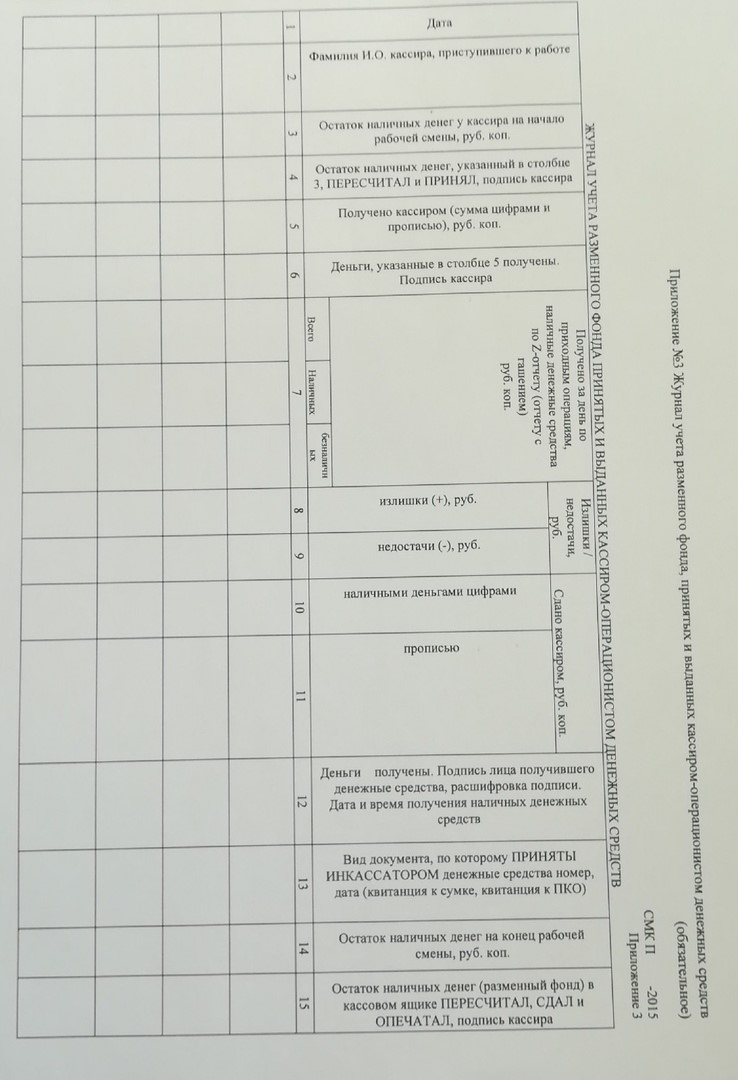 Приложение №3 Журнал учета разменного фонда, принятых и выданных кассиром-операционистом денежных средств
(обязательное)
СМК П -2015
Приложение 3
ЖУРНАЛ УЧЕТА РАЗМЕННОГО ФОНДА ПРИНЯТЫХ И ВЫДАННЫХ КАССИРОМ-ОПЕРАЦИОНИСТОМ ДЕНЕЖНЫХ СРЕДСТВ
Дата
1
Фамилия И.О. кассира, приступившего к работе
2
Остаток наличных денег у кассира на начало
рабочей смены, руб. коп.
3
Остаток наличных денег, указанный в столбце
3, ПЕРЕСЧИТАЛ и ПРИНЯЛ, подпись кассира
4
Получено кассиром (сумма цифрами и
прописью), руб. коп.
5
Деньги, указанные в столбце 5 получены.
Подпись кассира
6
Получено за день по
приходным операциям,
наличные денежные средства
по Z-отчету (отчету с
гашением)
руб. коп.
Всего
Наличных
безналичн
ых
7
Излишки /
недостачи,
руб.
излишки (+), руб.
8
недостачи (-), руб.
9
Сдано кассиром, руб. коп.
наличными деньгами цифрами
10
прописью
11
Деньги получены. Подпись лица получившего
денежные средства, расшифровка подписи.
Дата и время получения наличных денежных
средств
12
Вид документа, по которому ПРИНЯТЫ
ИНКАССАТОРОМ денежные средства номер,
дата (квитанция к сумке, квитанция к ПКО)
13
Остаток наличных денег на конец рабочей
смены, руб. коп.
14
Остаток наличных денег (разменный фонд) в
кассовом ящике ПЕРЕСЧИТАЛ, СДАЛ и
ОПЕЧАТАЛ, подпись кассира
15